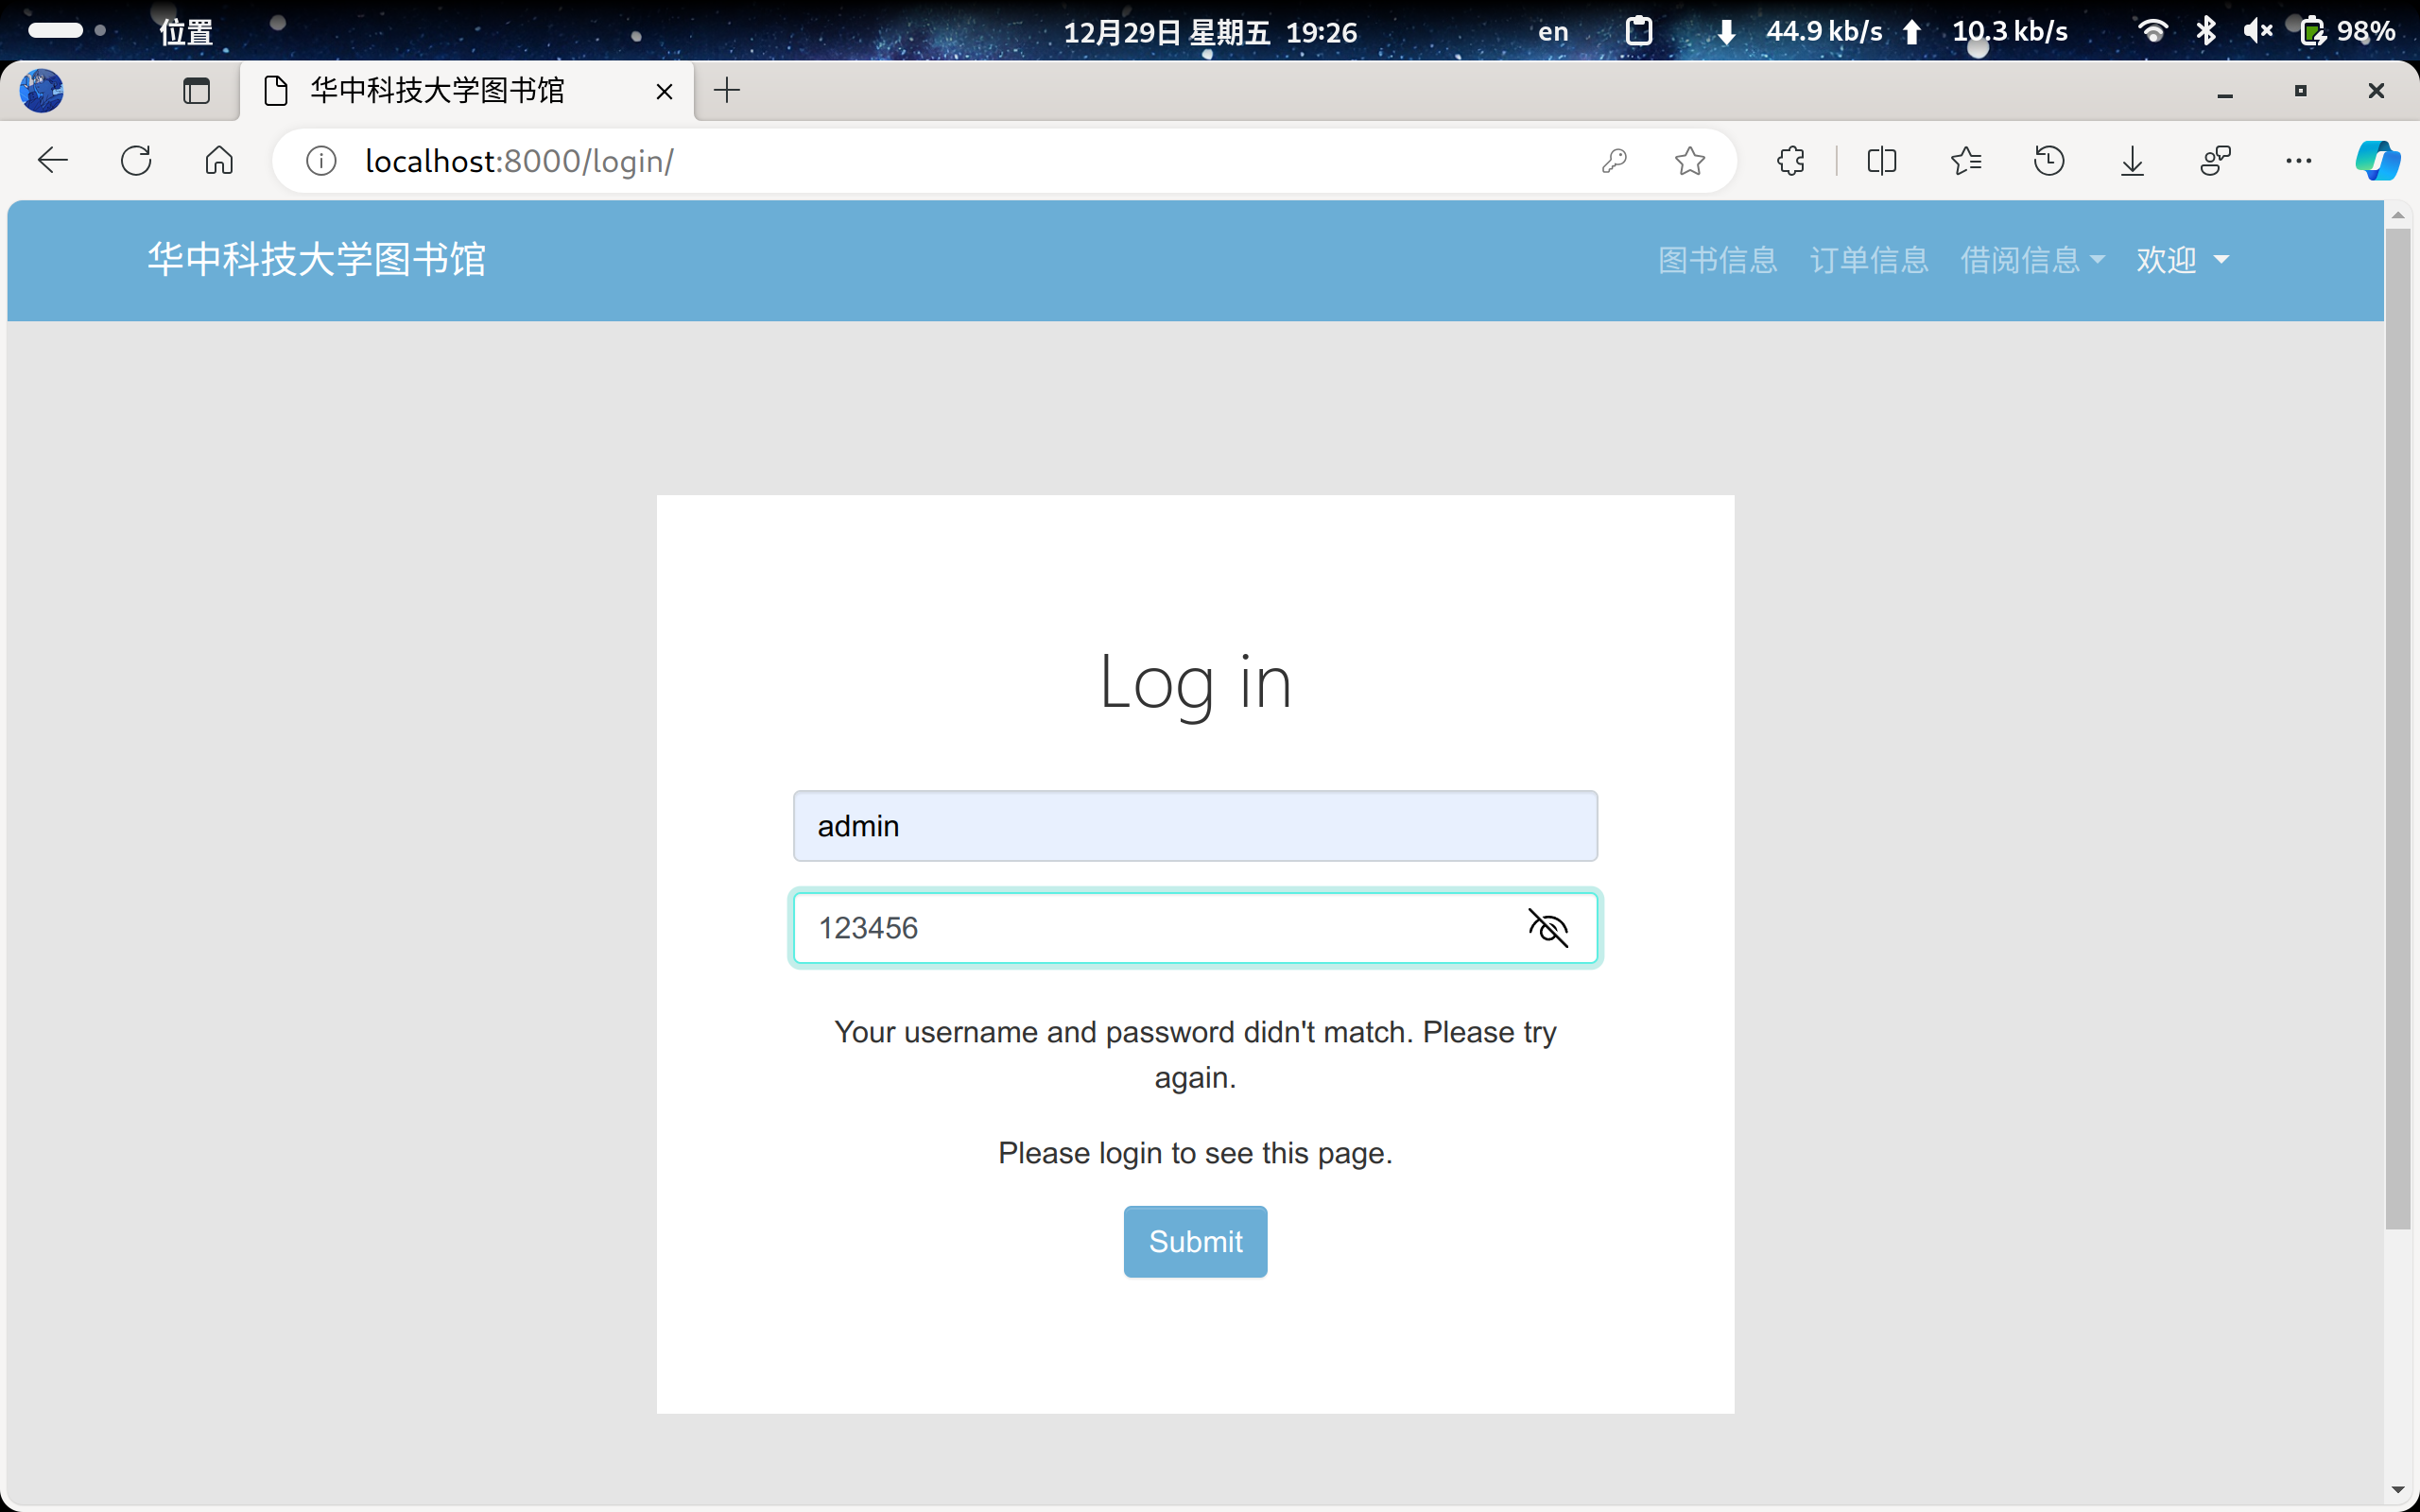 位置
12月29日 星期五 19:26
en
44.9 kb/s
10.3 kb/s
98%
华中科技大学图书馆
localhost:8000/login/
华中科技大学图书馆
图书信息
订单信息
借阅信息
欢迎
Log in
admin
123456
Your username and password didn't match. Please try
again.
Please login to see this page.
Submit